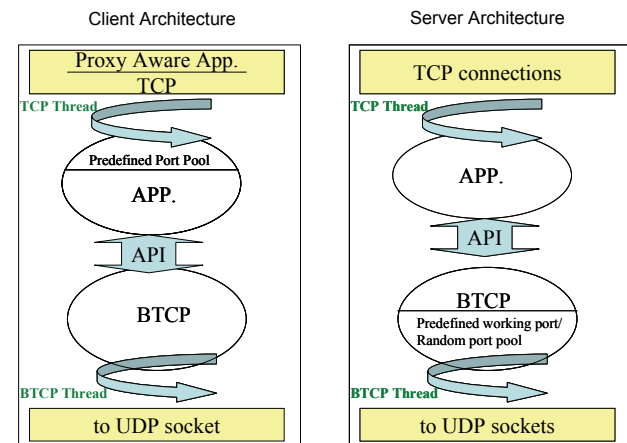 Client Architecture
Proxy Aware App.
TCP
TCP Thread
Predefined Port Pool
APP.
API
BTCP
BTCP Thread
to UDP socket
Server Architecture
TCP connections
TCP Thread
APP.
API
BTCP
Predefined working port/
Random port pool
BTCP Thread
to UDP sockets